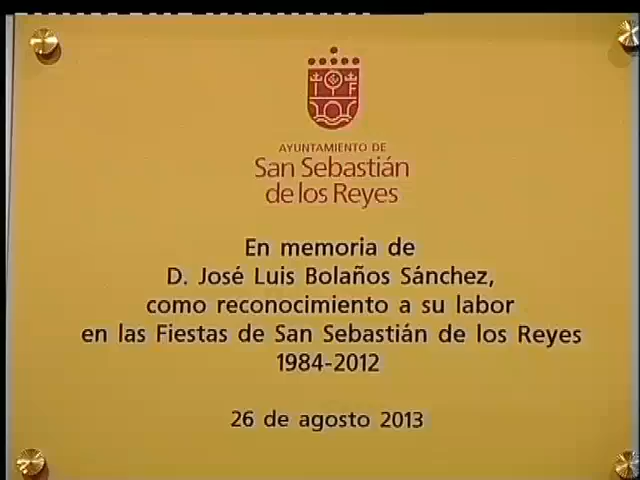 AYUNTAMIENTO DE
San Sebastián
de los Reyes
En memoria de
D. José Luis Bolaños Sánchez,
como reconocimiento a su labor
en las Fiestas de San Sebastián de los Reyes
1984-2012
26 de agosto 2013